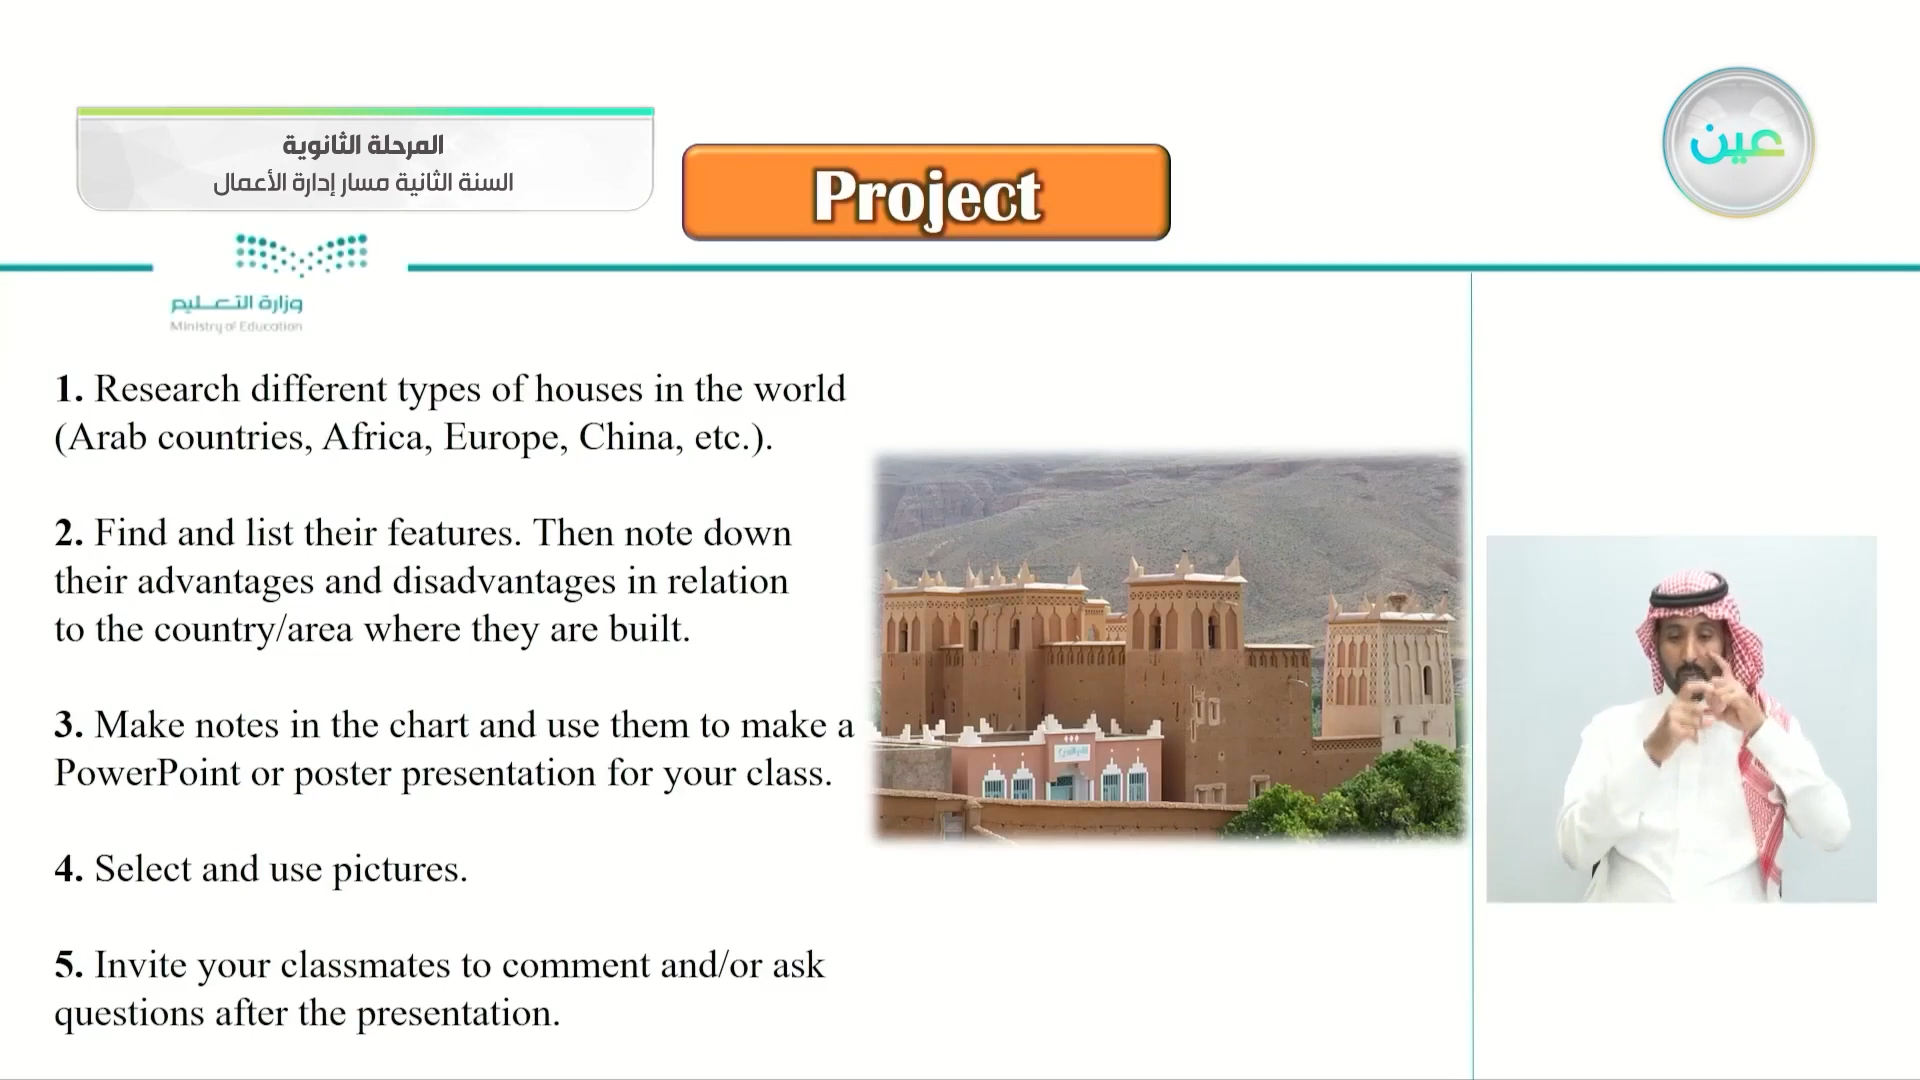 المرحلة الثانوية
السنة الثانية مسار إدارة الأعمال
Project
عين
وزارة التعليم
Ministry of Education
1. Research different types of houses in the world
(Arab countries, Africa, Europe, China, etc.).
2. Find and list their features. Then note down
their advantages and disadvantages in relation
to the country/area where they are built.
3. Make notes in the chart and use them to make a
PowerPoint or poster presentation for your class.
4. Select and use pictures.
5. Invite your classmates to comment and/or ask
questions after the presentation.